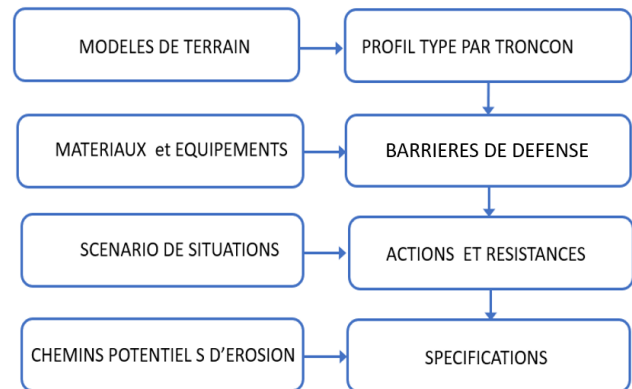 MODELES DE TERRAIN
PROFIL TYPE PAR TRONCON
MATERIAUX et EQUIPEMENTS
BARRIERES DE DEFENSE
SCENARIO DE SITUATIONS
ACTIONS ET RESISTANCES
CHEMINS POTENTIEL S D'EROSION
SPECIFICATIONS